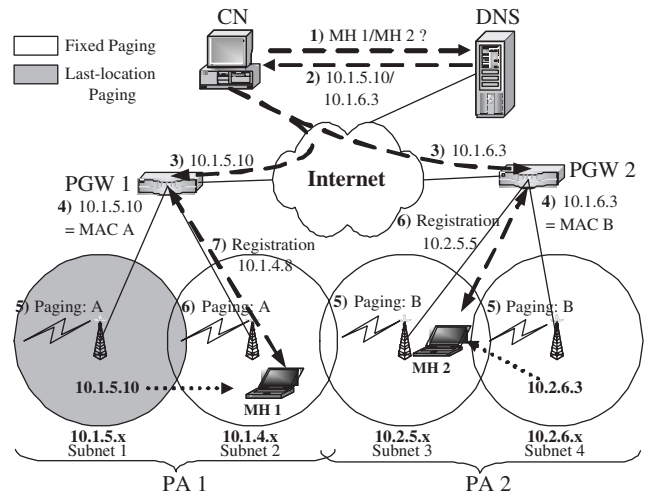 CN
DNS
1) MH 1/MH 2 ?
Fixed Paging
Last-location
Paging
2) 10.1.5.10/
10.1.6.3
3) 10.1.5.10
3) 10.1.6.3
PGW 1
Internet
PGW 2
4) 10.1.5.10
= MAC A
4) 10.1.6.3
= MAC B
6) Registration
10.2.5.5
7) Registration
10.1.4.8
5) Paging: A
6) Paging: A
5) Paging: B
5) Paging: B
10.1.5.10
MH 1
MH 2
10.2.6.3
10.1.5.x
Subnet 1
10.1.4.x
Subnet 2
10.2.5.x
Subnet 3
10.2.6.x
Subnet 4
PA 1
PA 2